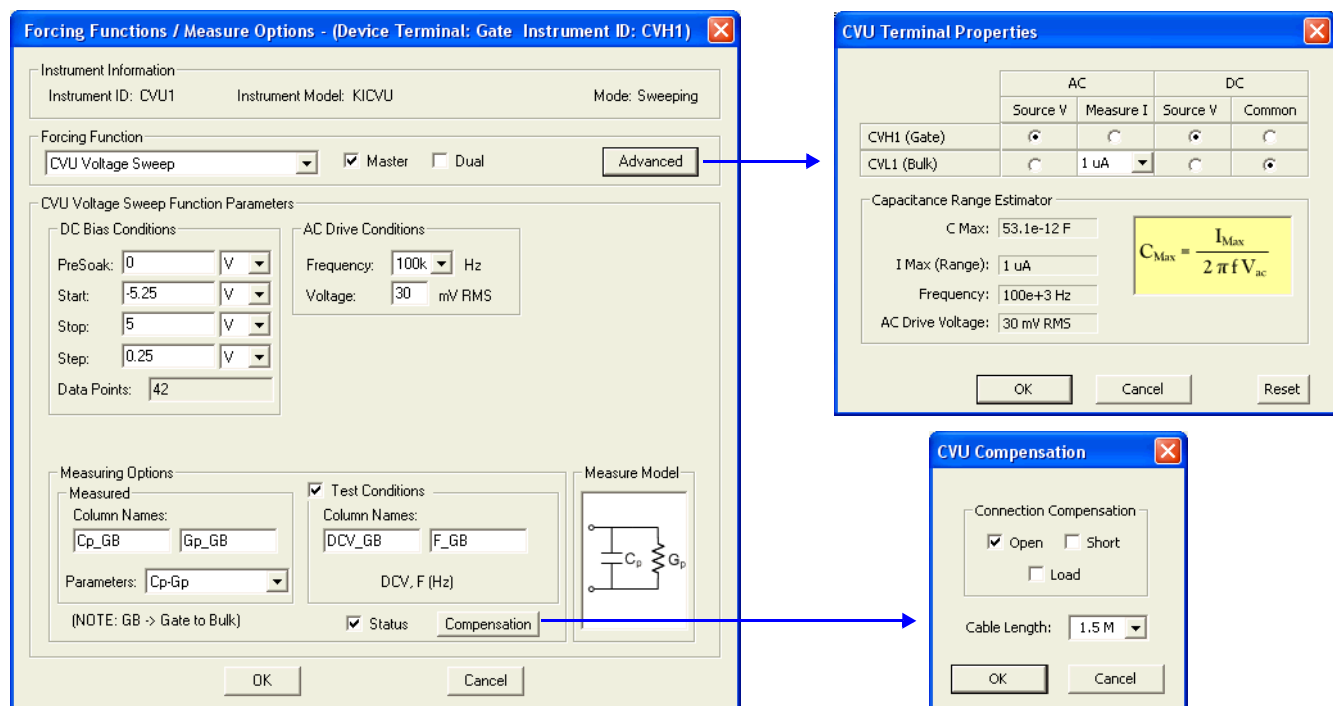 Forcing Functions / Measure Options - (Device Terminal: Gate Instrument ID: CVH1)
Instrument Information
Instrument ID: CVU1 Instrument Model: KICVU Mode: Sweeping
Forcing Function
CVU Voltage Sweep Master Dual Advanced
CVU Voltage Sweep Function Parameters
DC Bias Conditions
PreSoak: 0 V
Start: -5.25 V
Stop: 5 V
Step: 0.25 V
Data Points: 42
AC Drive Conditions
Frequency: 100k Hz
Voltage: 30 mV RMS
Measuring Options
Measured
Column Names:
Cp_GB Gp_GB
Parameters: Cp-Gp
(NOTE: GB -> Gate to Bulk)
Test Conditions
Column Names:
DCV_GB F_GB
DCV, F (Hz)
Status Compensation
Measure Model
Cp Gp
OK Cancel
CVU Terminal Properties
AC DC
Source V Measure I Source V Common
CVH1 (Gate)
CVL1 (Bulk) 1 uA
Capacitance Range Estimator
C Max: 53.1e-12 F
I Max (Range): 1 uA
Frequency: 100e+3 Hz
AC Drive Voltage: 30 mV RMS
C_Max = I_Max / 2 π f V_ac
OK Cancel Reset
CVU Compensation
Connection Compensation
Open Short
Load
Cable Length: 1.5 M
OK Cancel